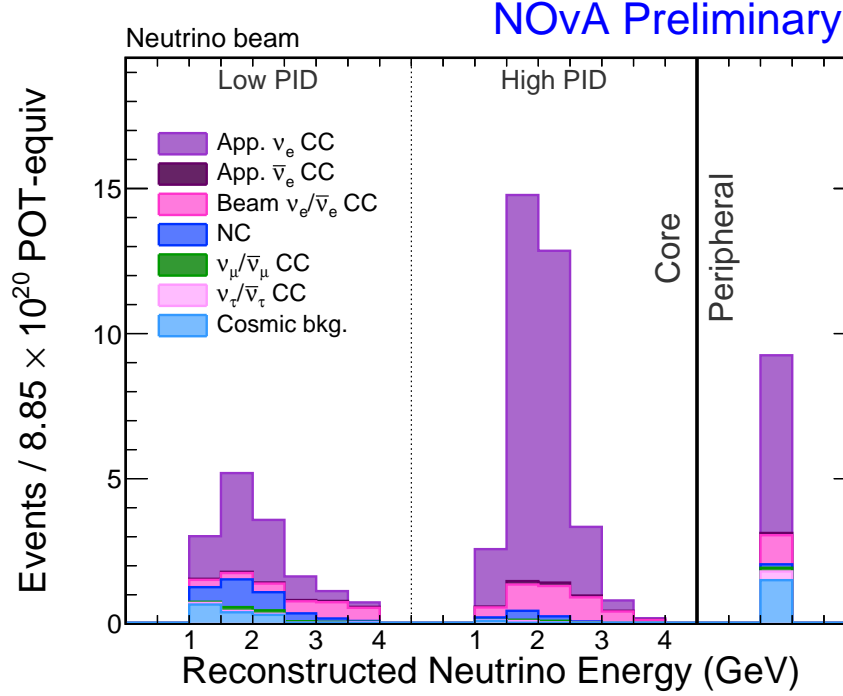 NOvA Preliminary
Neutrino beam
Low PID
High PID
App. νe CC
App. ν̅e CC
Beam νe/ν̅e CC
NC
νμ/ν̅μ CC
ντ/ν̅τ CC
Cosmic bkg.
Core
Peripheral
Events / 8.85 × 10²⁰ POT-equiv
15
10
5
0
1 2 3 4 1 2 3 4
Reconstructed Neutrino Energy (GeV)